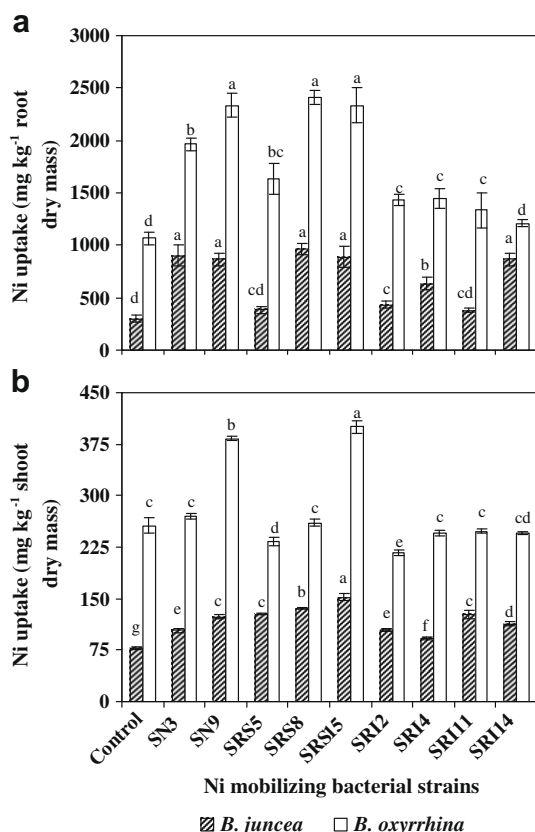 a
Ni uptake (mg kg⁻¹ root
dry mass)
3000
2500
2000
1500
1000
500
0
d
d
a
b
a
a
cd
bc
a
a
a
a
c
c
b
c
cd
c
a
d
b
Ni uptake (mg kg⁻¹ shoot
dry mass)
450
375
300
225
150
75
0
g
c
e
c
c
b
c
d
b
c
a
a
e
e
f
c
c
c
d
cd
Control
SN3
SN9
SRS5
SRS8
SRS15
SRI2
SRI4
SRI11
SRI14
Ni mobilizing bacterial strains
B. juncea
B. oxyrrhina